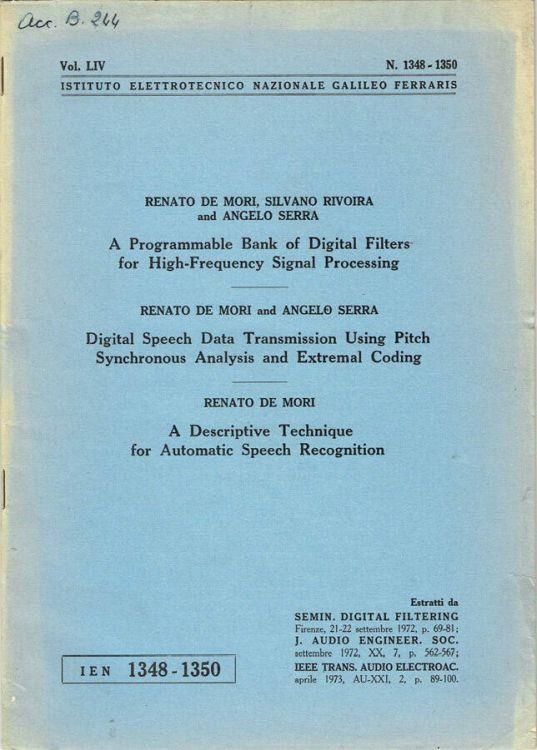 Acc. B. 244
Vol. LIV N. 1348 - 1350
ISTITUTO ELETTROTECNICO NAZIONALE GALILEO FERRARIS
RENATO DE MORI, SILVANO RIVOIRA
and ANGELO SERRA
A Programmable Bank of Digital Filters
for High-Frequency Signal Processing
RENATO DE MORI and ANGELO SERRA
Digital Speech Data Transmission Using Pitch
Synchronous Analysis and Extremal Coding
RENATO DE MORI
A Descriptive Technique
for Automatic Speech Recognition
Estratti da
SEMIN. DIGITAL FILTERING
Firenze, 21-22 settembre 1972, p. 69-81;
J. AUDIO ENGINEER. SOC.
settembre 1972, XX, 7, p. 562-567;
IEEE TRANS. AUDIO ELECTROAC.
aprile 1973, AU-XXI, 2, p. 89-100.
IEN 1348 - 1350